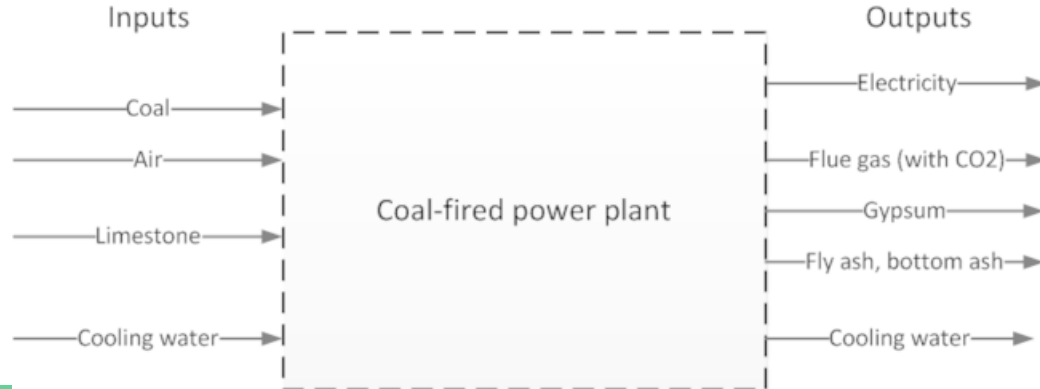 Inputs
Outputs
Coal
Air
Limestone
Cooling water
Coal-fired power plant
Electricity
Flue gas (with CO2)
Gypsum
Fly ash, bottom ash
Cooling water